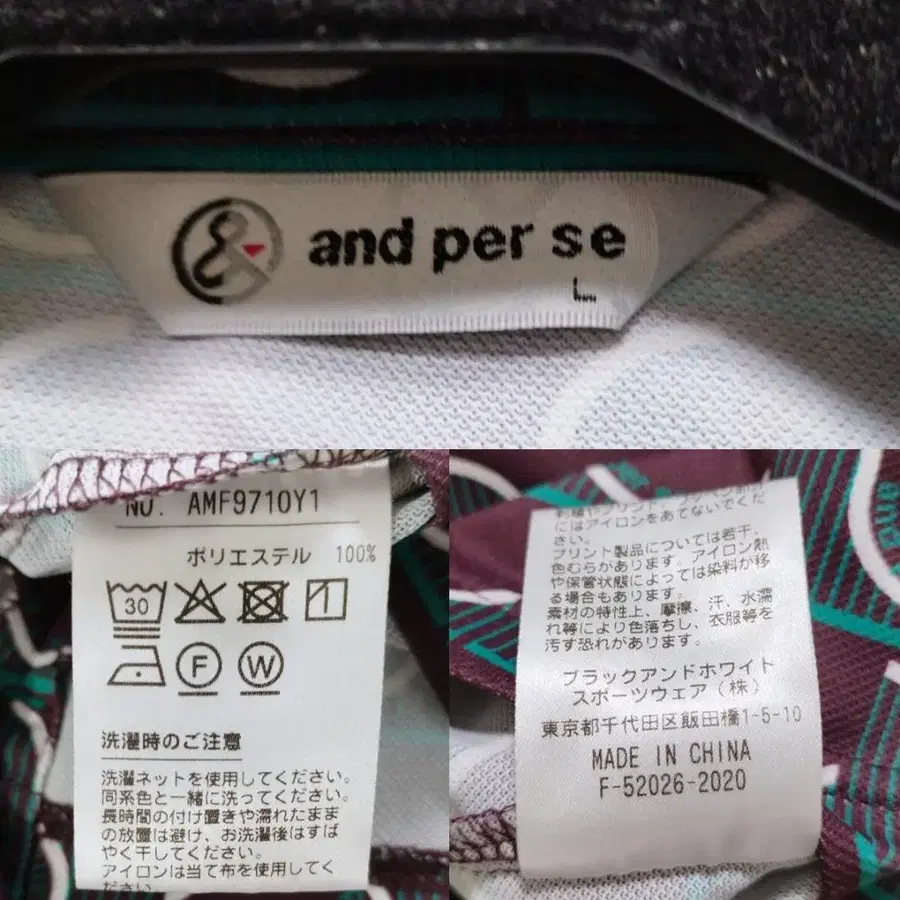 & and per se
L
NO. AMF9710Y1
ポリエステル 100%
30
F W
洗濯時のご注意
洗濯ネットを使用してください。
同系色と一緒に洗ってください。
長時間の付け置きや濡れたまま
の放置は避け、お洗濯後はすば
やく干してください。
アイロンは当て布を使用してく
ださい。
にはアイロンをあてないでくだ
さい。
プリント製品については若干、
色むらがあります。アイロン熱
や保管状態によっては染料が移
る場合もあります。
素材の特性上、摩擦、汗、水濡
れ等により色落ちし、衣服等を
汚す恐れがあります。
ブラックアンドホワイト
スポーツウェア(株)
東京都千代田区飯田橋1-5-10
MADE IN CHINA
F-52026-2020